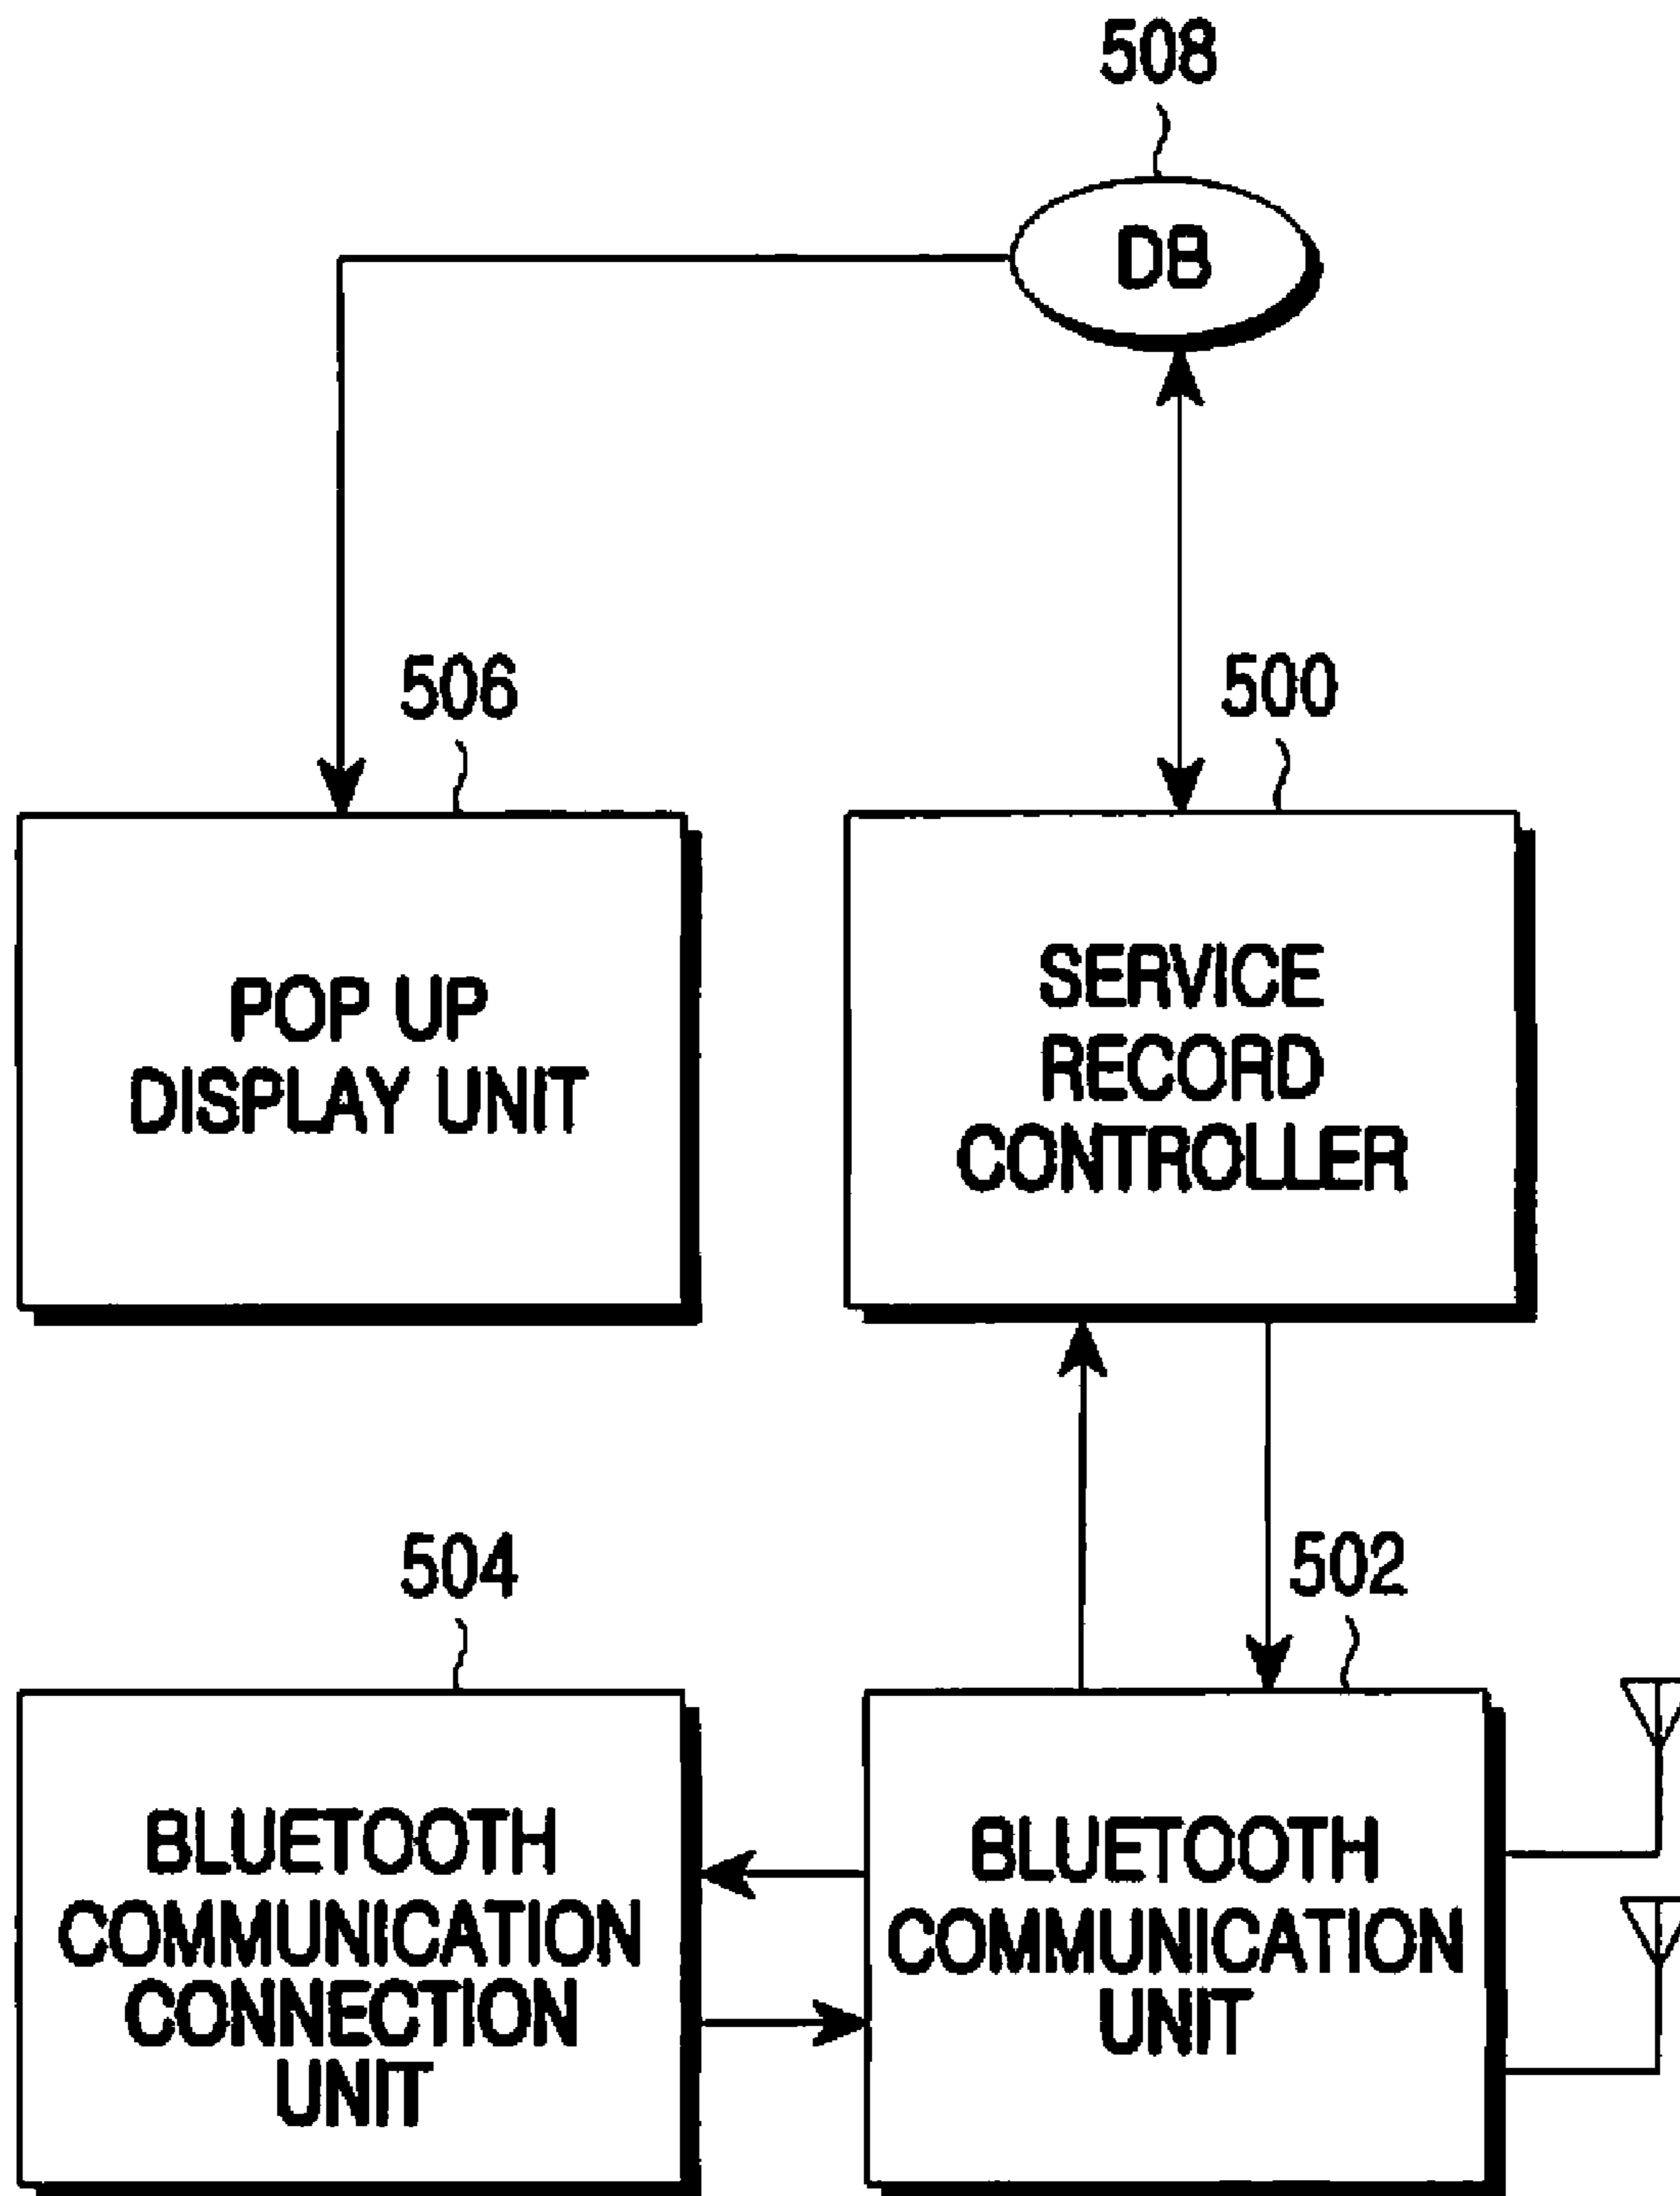 508
DB
506
500
POP UP
DISPLAY UNIT
SERVICE
RECORD
CONTROLLER
504
502
BLUETOOTH
COMMUNICATION
CONNECTION
UNIT
BLUETOOTH
COMMUNICATION
UNIT